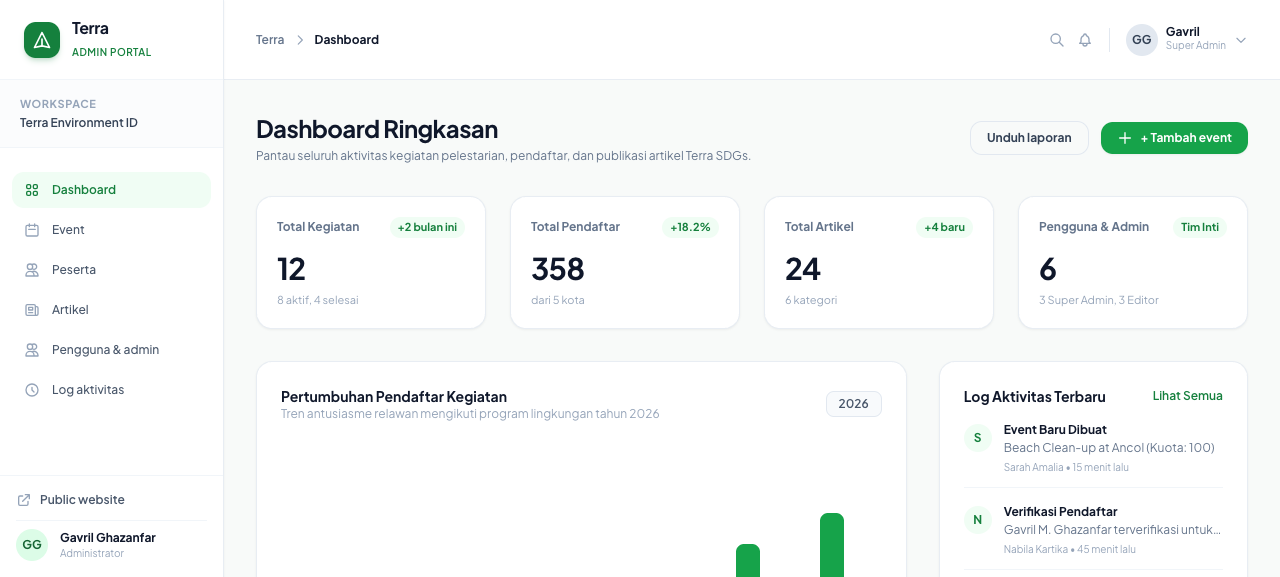 Terra
ADMIN PORTAL
WORKSPACE
Terra Environment ID
Dashboard
Event
Peserta
Artikel
Pengguna & admin
Log aktivitas
Public website
GG
Gavril Ghazanfar
Administrator
Terra
Dashboard
GG
Gavril
Super Admin
Dashboard Ringkasan
Pantau seluruh aktivitas kegiatan pelestarian, pendaftar, dan publikasi artikel Terra SDGs.
Unduh laporan
+ Tambah event
Total Kegiatan
+2 bulan ini
12
8 aktif, 4 selesai
Total Pendaftar
+18.2%
358
dari 5 kota
Total Artikel
+4 baru
24
6 kategori
Pengguna & Admin
Tim Inti
6
3 Super Admin, 3 Editor
Pertumbuhan Pendaftar Kegiatan
Tren antusiasme relawan mengikuti program lingkungan tahun 2026
2026
Log Aktivitas Terbaru
Lihat Semua
S
Event Baru Dibuat
Beach Clean-up at Ancol (Kuota: 100)
Sarah Amalia • 15 menit lalu
N
Verifikasi Pendaftar
Gavril M. Ghazanfar terverifikasi untuk...
Nabila Kartika • 45 menit lalu